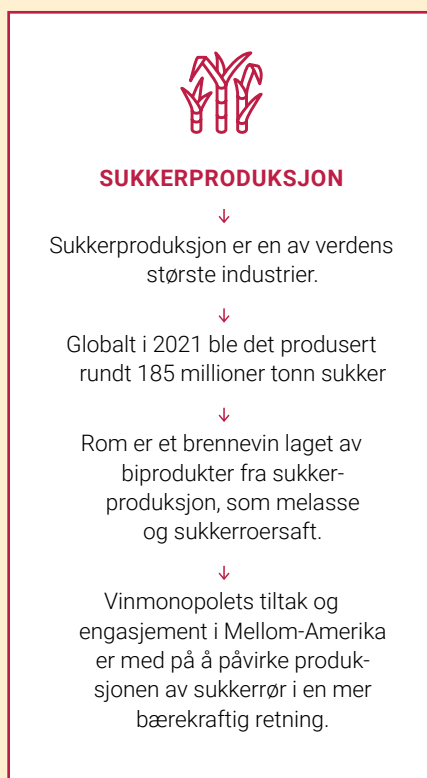 SUKKERPRODUKSJON
↓
Sukkerproduksjon er en av verdens
største industrier.
↓
Globalt i 2021 ble det produsert
rundt 185 millioner tonn sukker
↓
Rom er et brennevin laget av
biprodukter fra sukker-
produksjon, som melasse
og sukkerroersaft.
↓
Vinmonopolets tiltak og
engasjement i Mellom-Amerika
er med på å påvirke produk-
sjonen av sukkerrør i en mer
bærekraftig retning.